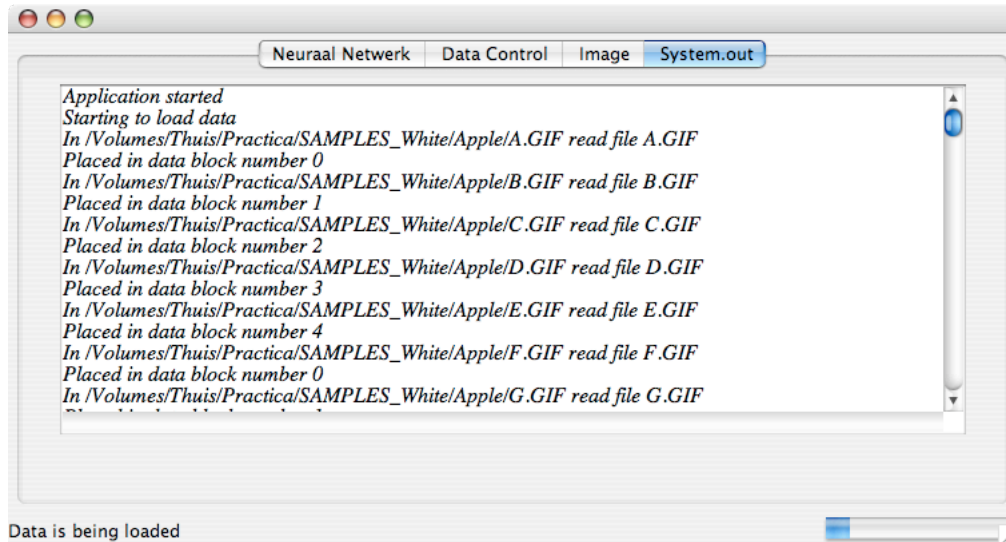 Neuraal Netwerk Data Control Image System.out
Application started
Starting to load data
In /Volumes/Thuis/Practica/SAMPLES_White/Apple/A.GIF read file A.GIF
Placed in data block number 0
In /Volumes/Thuis/Practica/SAMPLES_White/Apple/B.GIF read file B.GIF
Placed in data block number 1
In /Volumes/Thuis/Practica/SAMPLES_White/Apple/C.GIF read file C.GIF
Placed in data block number 2
In /Volumes/Thuis/Practica/SAMPLES_White/Apple/D.GIF read file D.GIF
Placed in data block number 3
In /Volumes/Thuis/Practica/SAMPLES_White/Apple/E.GIF read file E.GIF
Placed in data block number 4
In /Volumes/Thuis/Practica/SAMPLES_White/Apple/F.GIF read file F.GIF
Placed in data block number 0
In /Volumes/Thuis/Practica/SAMPLES_White/Apple/G.GIF read file G.GIF
Data is being loaded